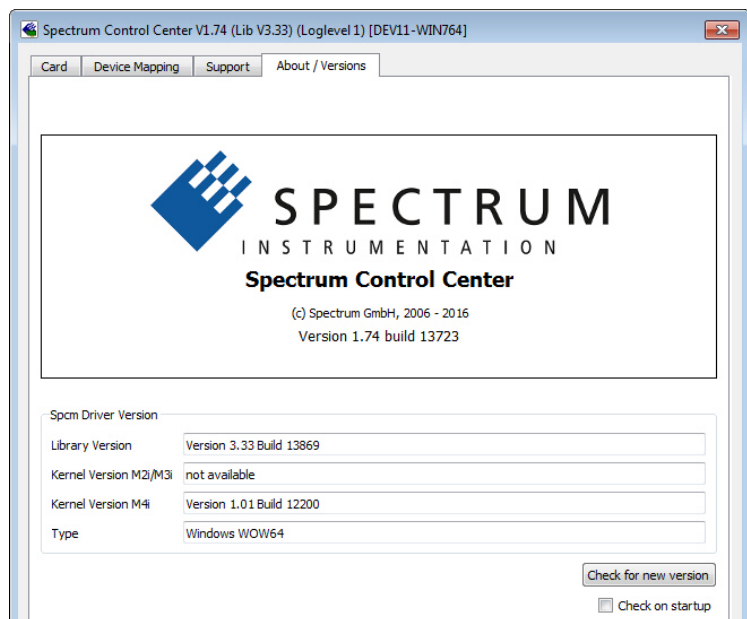 Spectrum Control Center V1.74 (Lib V3.33) (Loglevel 1) [DEV11-WIN764]
Card Device Mapping Support About / Versions
SPECTRUM
INSTRUMENTATION
Spectrum Control Center
(c) Spectrum GmbH, 2006 - 2016
Version 1.74 build 13723
Spcm Driver Version
Library Version Version 3.33 Build 13869
Kernel Version M2i/M3i not available
Kernel Version M4i Version 1.01 Build 12200
Type Windows WOW64
Check for new version
Check on startup